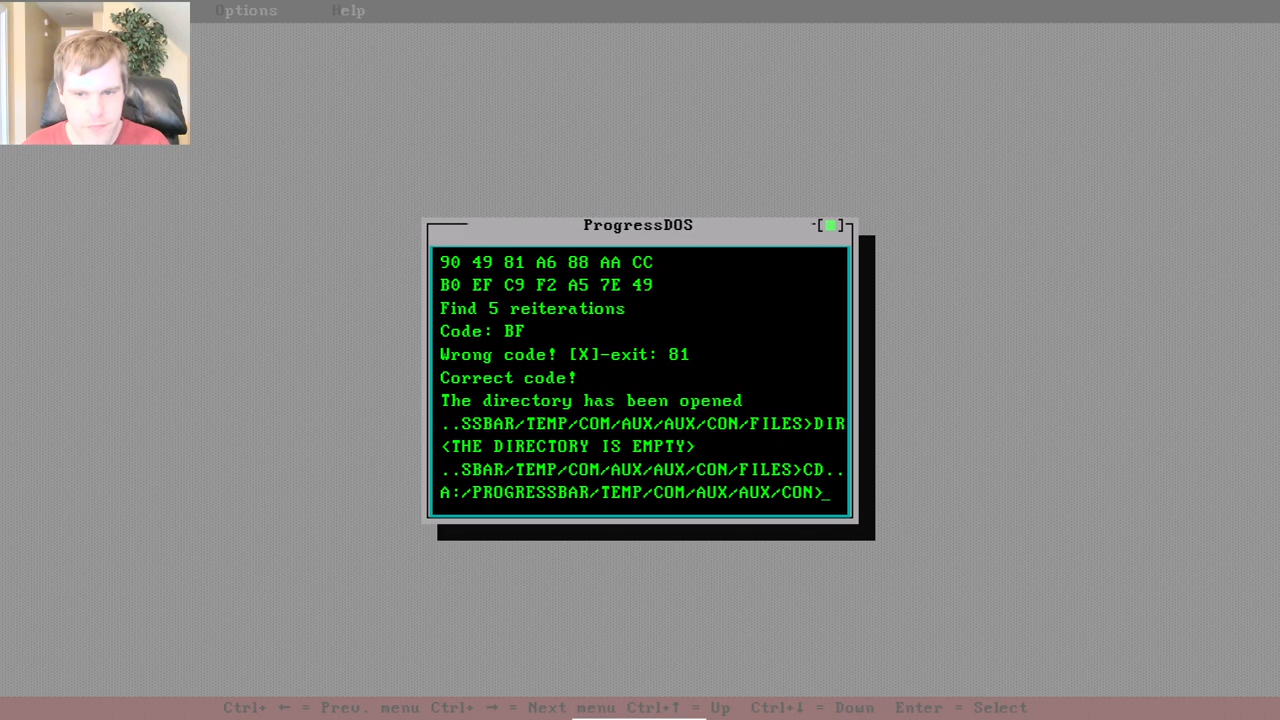 Options Help
ProgressDOS
90 49 81 A6 88 AA CC
B0 EF C9 F2 A5 7E 49
Find 5 reiterations
Code: BF
Wrong code! [X]-exit: 81
Correct code!
The directory has been opened
..SSBAR/TEMP/COM/AUX/AUX/CON/FILES>DIR
<THE DIRECTORY IS EMPTY>
..SBAR/TEMP/COM/AUX/AUX/CON/FILES>CD..
A:/PROGRESSBAR/TEMP/COM/AUX/AUX/CON>_
Ctrl+ ← = Prev. menu Ctrl+ → = Next menu Ctrl+↑ = Up Ctrl+↓ = Down Enter = Select